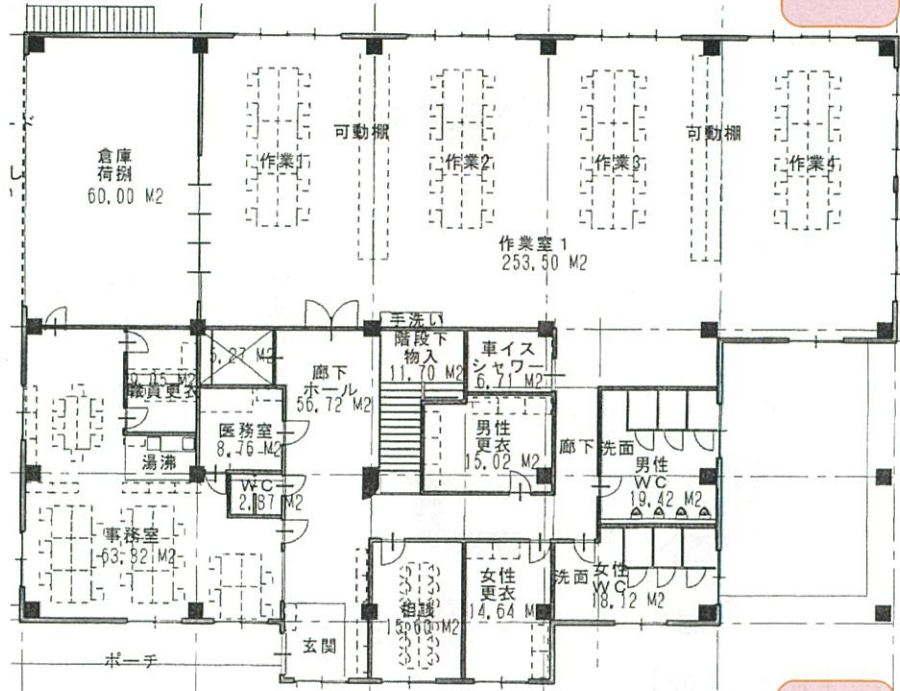 倉庫
荷捌
60.00 M2
可動棚
可動棚
作業1
作業2
作業3
作業4
作業室1
253.50 M2
手洗い
階段下
物入
11.70 M2
車イス
シャワー
6.71 M2
5.27 M2
廊下
ホール
56.72 M2
9.05 M2
職員更衣
医務室
8.76 M2
男性
更衣
15.02 M2
廊下
洗面
男性
WC
19.42 M2
湯沸
WC
2.87 M2
事務室
63.82 M2
相談
15.60 M2
女性
更衣
14.64 M2
洗面
女性
WC
18.12 M2
玄関
ポーチ